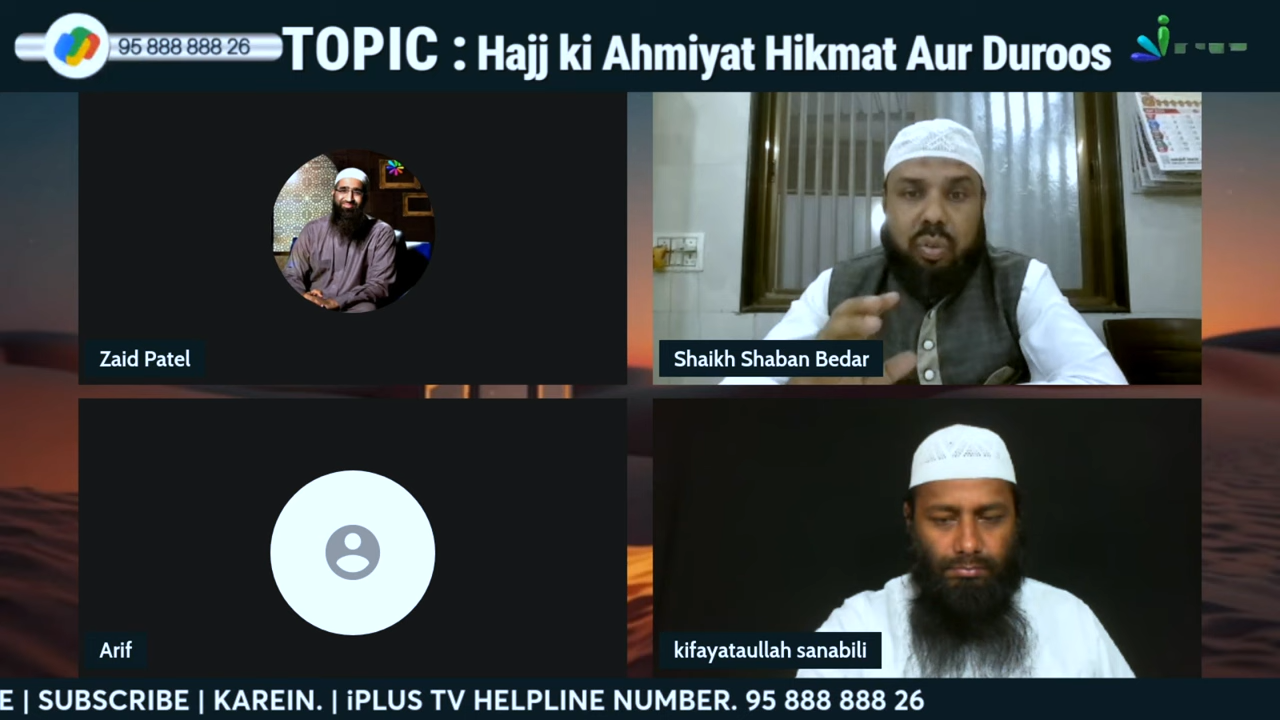 95 888 888 26
TOPIC : Hajj ki Ahmiyat Hikmat Aur Duroos
Zaid Patel
Shaikh Shaban Bedar
Arif
kifayataullah sanabili
E | SUBSCRIBE | KAREIN. | iPLUS TV HELPLINE NUMBER. 95 888 888 26